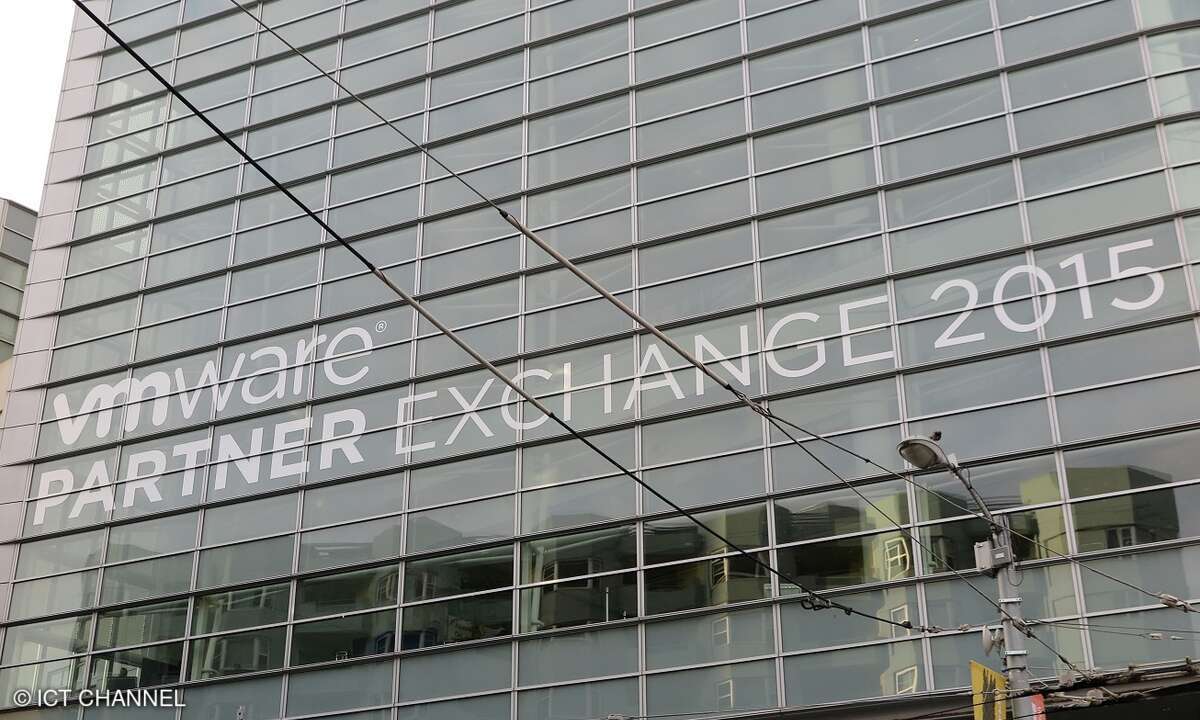 vmware®
PARTNER EXCHANGE 2015
© ICT CHANNEL